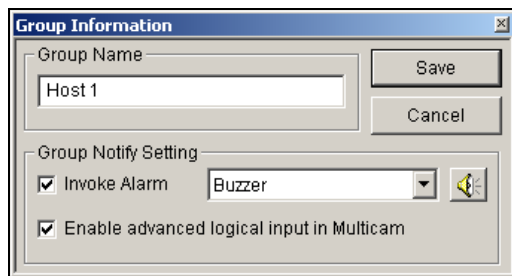 Group Information
Group Name
Host 1
Save
Cancel
Group Notify Setting
Invoke Alarm
Buzzer
Enable advanced logical input in Multicam